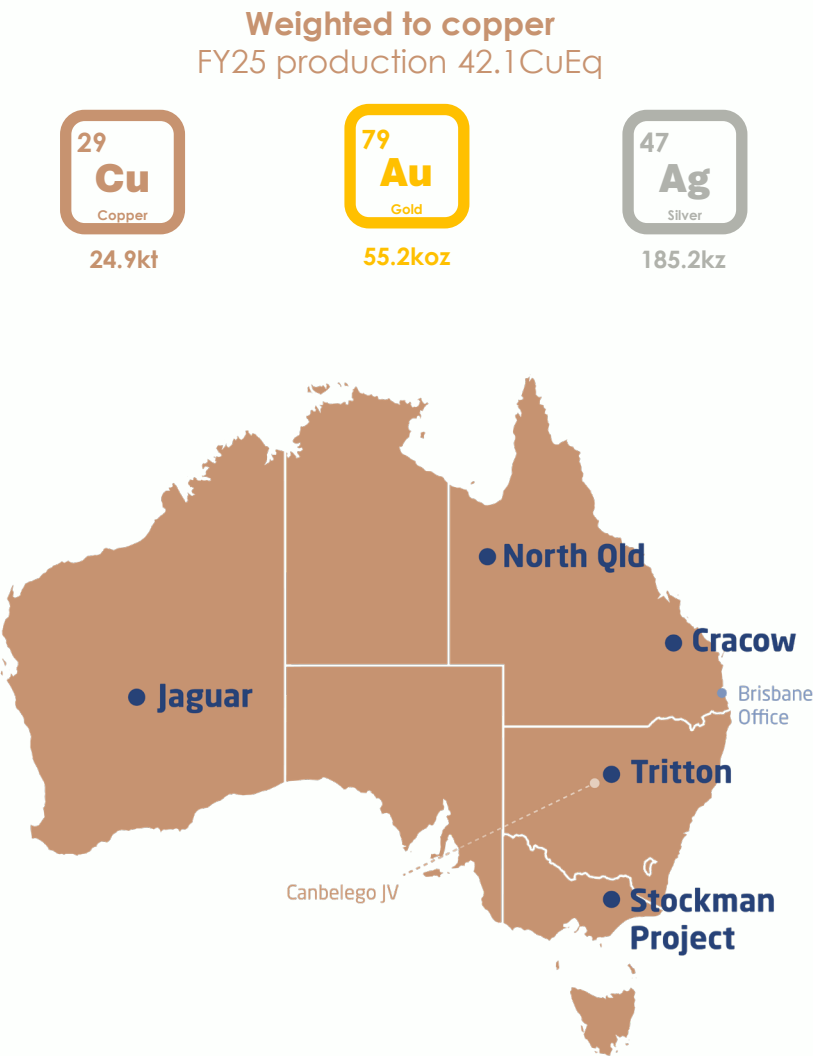 Weighted to copper
FY25 production 42.1CuEq
29
Cu
Copper
24.9kt
79
Au
Gold
55.2koz
47
Ag
Silver
185.2kz
North Qld
Cracow
Jaguar
Brisbane
Office
Tritton
Canbelego JV
Stockman
Project